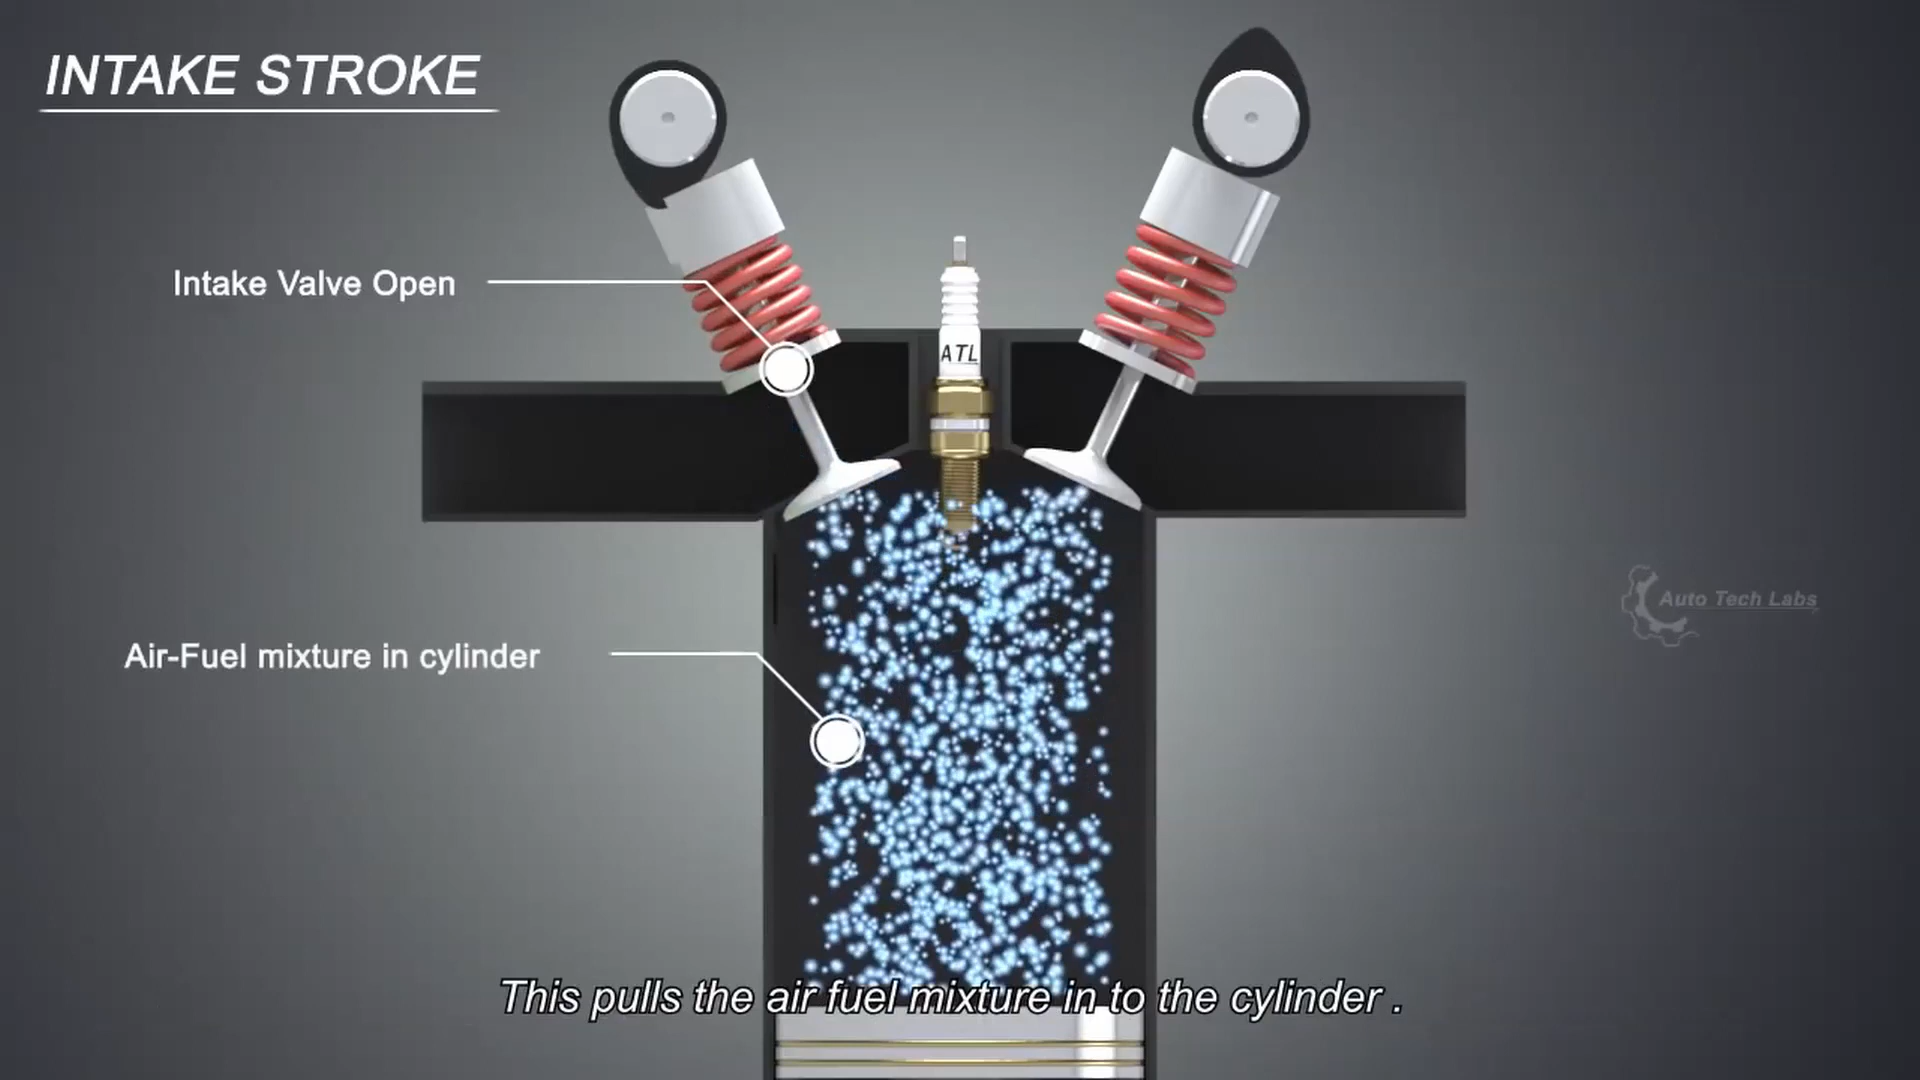 INTAKE STROKE
Intake Valve Open
ATL
Air-Fuel mixture in cylinder
Auto Tech Labs
This pulls the air fuel mixture in to the cylinder .